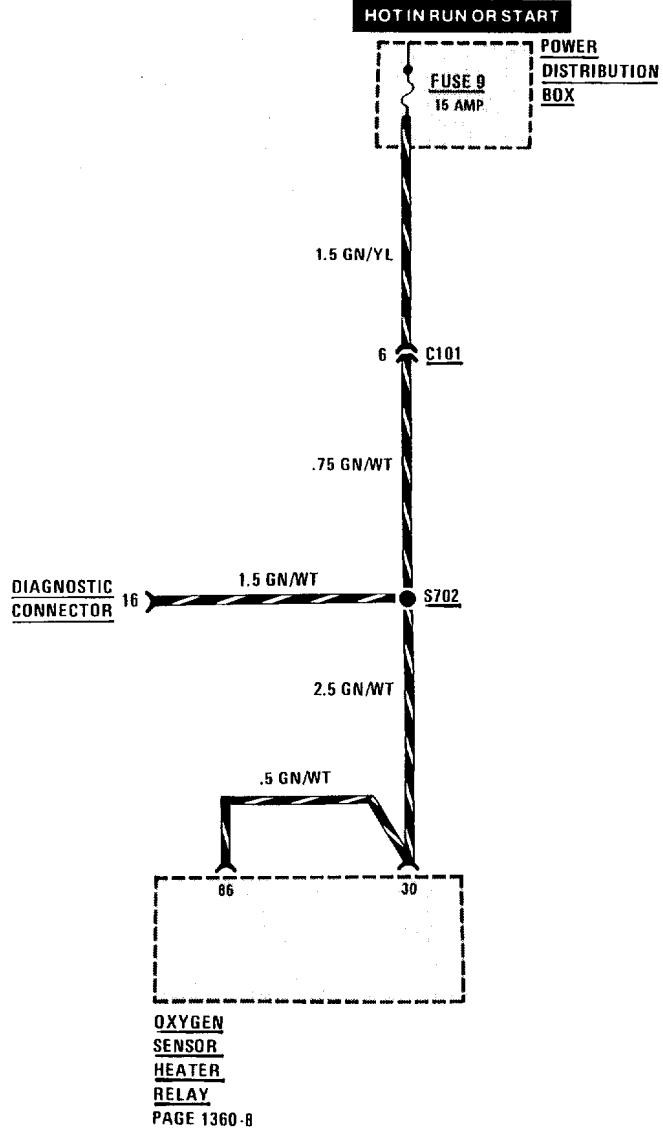 HOT IN RUN OR START
POWER
DISTRIBUTION
BOX
FUSE 9
15 AMP
1.5 GN/YL
6
C101
.75 GN/WT
DIAGNOSTIC
CONNECTOR
16
1.5 GN/WT
S702
2.5 GN/WT
.5 GN/WT
86
30
OXYGEN
SENSOR
HEATER
RELAY
PAGE 1360-8